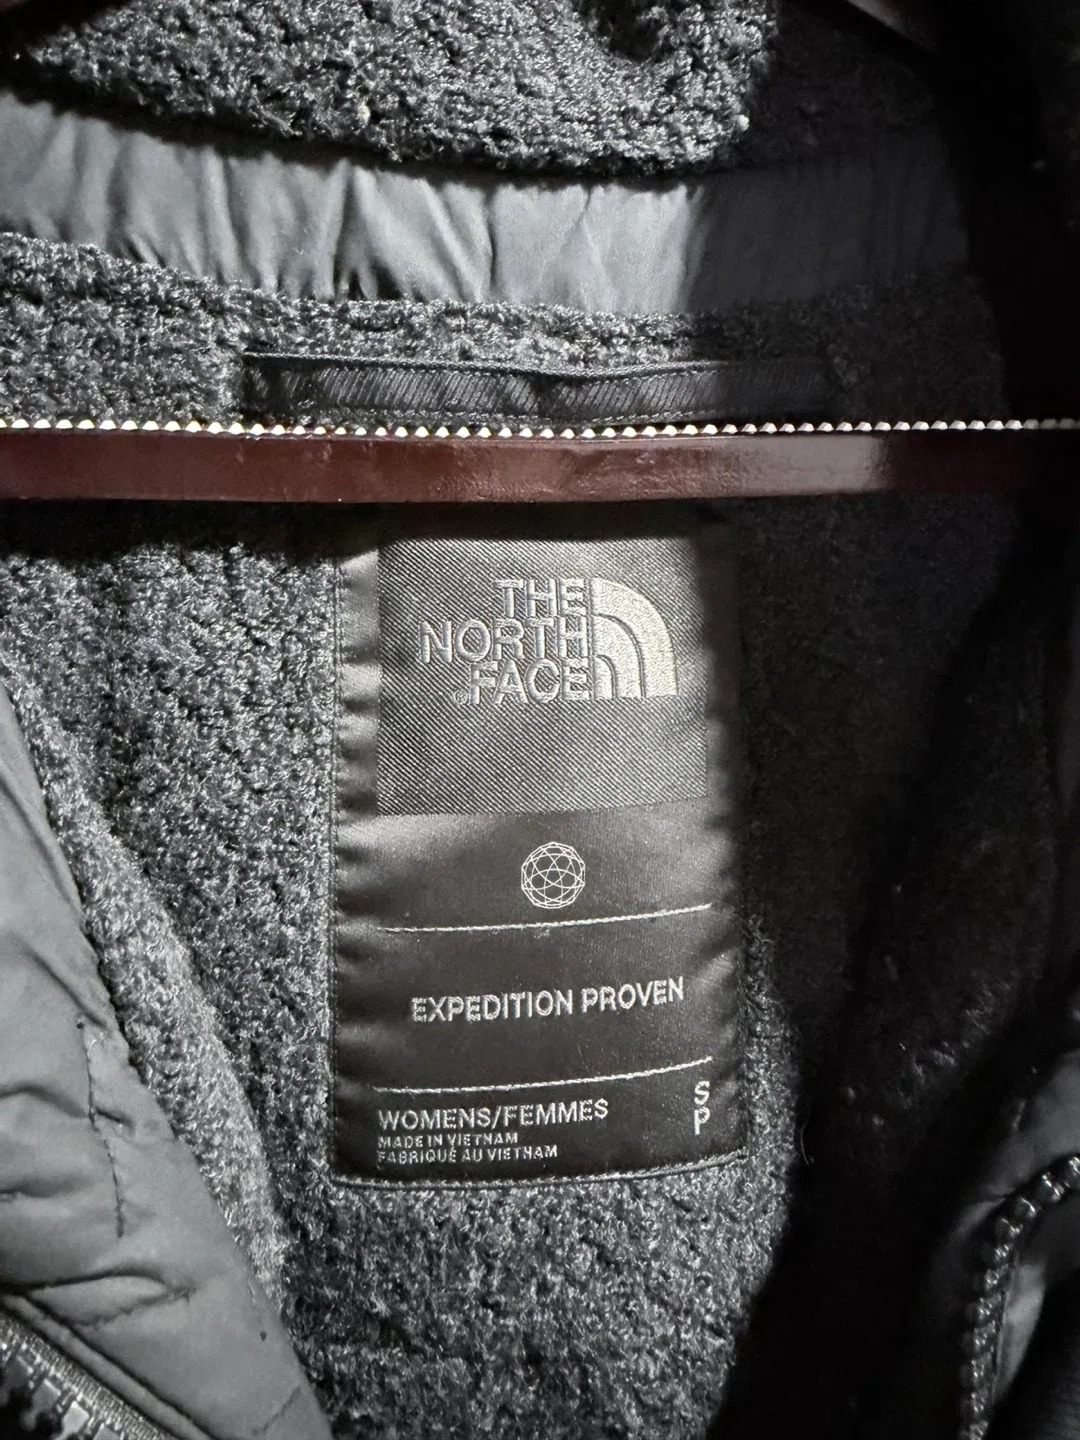 THE
NORTH
FACE
EXPEDITION PROVEN
WOMENS/FEMMES S
MADE IN VIETNAM P
FABRIQUÉ AU VIETNAM